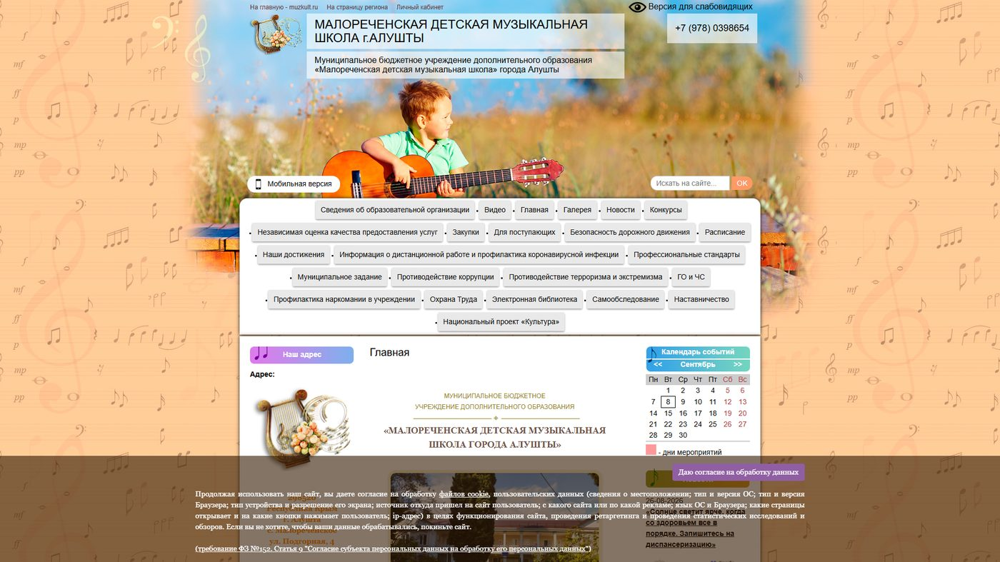 На главную - muzkult.ru На страницу региона Личный кабинет
Версия для слабовидящих
МАЛОРЕЧЕНСКАЯ ДЕТСКАЯ МУЗЫКАЛЬНАЯ
ШКОЛА г.АЛУШТЫ
+7 (978) 0398654
Муниципальное бюджетное учреждение дополнительного образования
«Малореченская детская музыкальная школа» города Алушты
Мобильная версия
Искать на сайте... OK
Сведения об образовательной организации Видео Главная Галерея Новости Конкурсы
Независимая оценка качества предоставления услуг Закупки Для поступающих Безопасность дорожного движения Расписание
Наши достижения Информация о дистанционной работе и профилактика коронавирусной инфекции Профессиональные стандарты
Муниципальное задание Противодействие коррупции Противодействие терроризма и экстремизма ГО и ЧС
Профилактика наркомании в учреждении Охрана Труда Электронная библиотека Самообследование Наставничество
Национальный проект «Культура»
Наш адрес
Адрес:
298520
Республика Крым
г. Алушта
с. Малореченское
ул. Подгорная, 4
Главная
МУНИЦИПАЛЬНОЕ БЮДЖЕТНОЕ
УЧРЕЖДЕНИЕ ДОПОЛНИТЕЛЬНОГО ОБРАЗОВАНИЯ
«МАЛОРЕЧЕНСКАЯ ДЕТСКАЯ МУЗЫКАЛЬНАЯ
ШКОЛА ГОРОДА АЛУШТЫ»
Календарь событий
<< Сентябрь >>
Пн Вт Ср Чт Пт Сб Вс
1 2 3 4 5 6
7 8 9 10 11 12 13
14 15 16 17 18 19 20
21 22 23 24 25 26 27
28 29 30
- дни мероприятий
26-08-2026
«Солнце светит ярче, когда
со здоровьем все в
порядке. Запишитесь на
диспансеризацию»
Даю согласие на обработку данных
Продолжая использовать наш сайт, вы даете согласие на обработку файлов cookie, пользовательских данных (сведения о местоположении; тип и версия ОС; тип и версия
Браузера; тип устройства и разрешение его экрана; источник откуда пришел на сайт пользователь; с какого сайта или по какой рекламе; язык ОС и Браузера; какие страницы
открывает и на какие кнопки нажимает пользователь; ip-адрес) в целях функционирования сайта, проведения ретаргетинга и проведения статистических исследований и
обзоров. Если вы не хотите, чтобы ваши данные обрабатывались, покиньте сайт.
(требование ФЗ №152. Статья 9 "Согласие субъекта персональных данных на обработку его персональных данных")